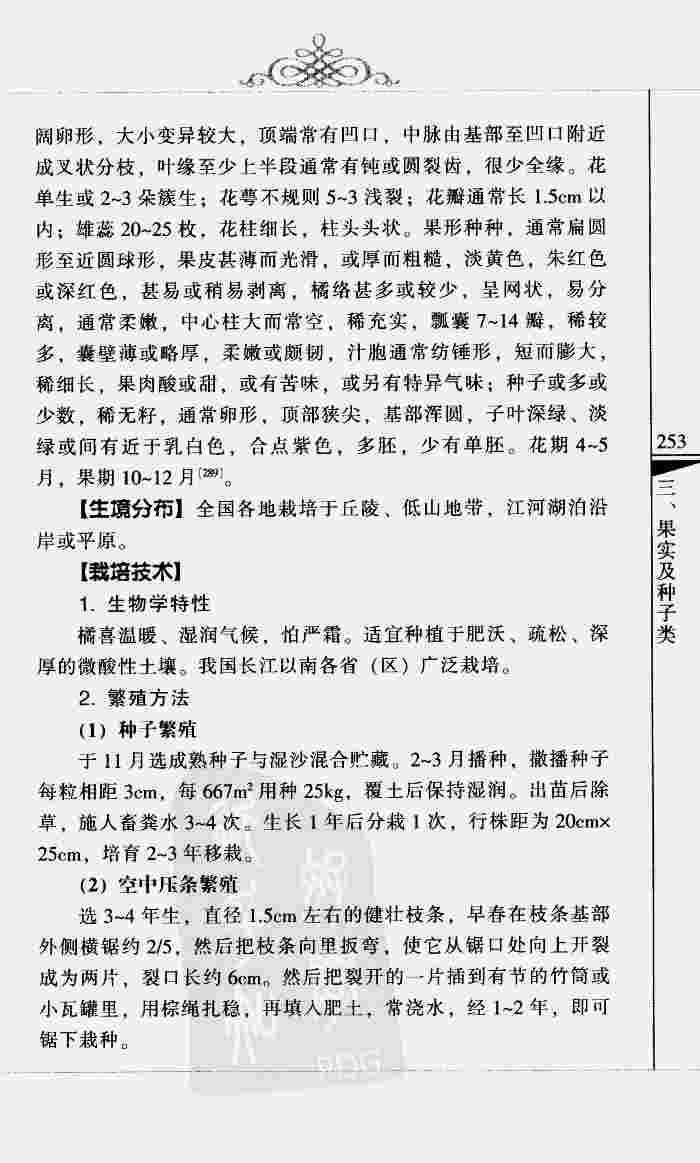 阔卵形，大小变异较大，顶端常有凹口，中脉由基部至凹口附近
成叉状分枝，叶缘至少上半段通常有钝或圆裂齿，很少全缘。花
单生或 2~3 朵簇生；花萼不规则 5~3 浅裂；花瓣通常长 1.5cm 以
内；雄蕊 20~25 枚，花柱细长，柱头头状。果形种种，通常扁圆
形至近圆球形，果皮甚薄而光滑，或厚而粗糙，淡黄色，朱红色
或深红色，甚易或稍易剥离，橘络甚多或较少，呈网状，易分
离，通常柔嫩，中心柱大而常空，稀充实，瓢囊 7~14 瓣，稀较
多，囊壁薄或略厚，柔嫩或颇韧，汁胞通常纺锤形，短而膨大，
稀细长，果肉酸或甜，或有苦味，或另有特异气味；种子或多或
少数，稀无籽，通常卵形，顶部狭尖，基部浑圆，子叶深绿、淡
绿或间有近于乳白色，合点紫色，多胚，少有单胚。花期 4~5
月，果期 10~12 月[289]。
【生境分布】全国各地栽培于丘陵、低山地带，江河湖泊沿
岸或平原。
【栽培技术】
1. 生物学特性
橘喜温暖、湿润气候，怕严霜。适宜种植于肥沃、疏松、深
厚的微酸性土壤。我国长江以南各省（区）广泛栽培。
2. 繁殖方法
(1) 种子繁殖
于 11 月选成熟种子与湿沙混合贮藏。2~3 月播种，撒播种子
每粒相距 3cm，每 667m² 用种 25kg，覆土后保持湿润。出苗后除
草，施人畜粪水 3~4 次。生长 1 年后分栽 1 次，行株距为 20cm×
25cm，培育 2~3 年移栽。
(2) 空中压条繁殖
选 3~4 年生，直径 1.5cm 左右的健壮枝条，早春在枝条基部
外侧横锯约 2/5，然后把枝条向里扳弯，使它从锯口处向上开裂
成为两片，裂口长约 6cm。然后把裂开的一片插到有节的竹筒或
小瓦罐里，用棕绳扎稳，再填入肥土，常浇水，经 1~2 年，即可
锯下栽种。
253
三、果实及种子类
PDG